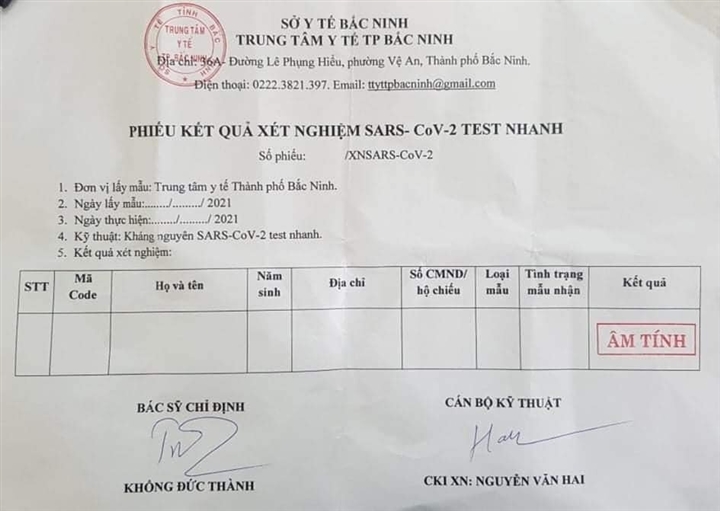 SỞ Y TẾ BẮC NINH
TRUNG TÂM Y TẾ TP BẮC NINH
Địa chỉ: 36A- Đường Lê Phụng Hiểu, phường Vệ An, Thành phố Bắc Ninh.
Điện thoại: 0222.3821.397. Email: ttyttpbacninh@gmail.com
SỞ Y TẾ TỈNH BẮC NINH
TRUNG TÂM
Y TẾ
TP BẮC NINH
PHIẾU KẾT QUẢ XÉT NGHIỆM SARS- CoV-2 TEST NHANH
Số phiếu: /XNSARS-CoV-2
1. Đơn vị lấy mẫu: Trung tâm y tế Thành phố Bắc Ninh.
2. Ngày lấy mẫu:......../........./ 2021
3. Ngày thực hiện:......./........./ 2021
4. Kỹ thuật: Kháng nguyên SARS-CoV-2 test nhanh.
5. Kết quả xét nghiệm:
STT Mã Code Họ và tên Năm sinh Địa chỉ Số CMND/ hộ chiếu Loại mẫu Tình trạng mẫu nhận Kết quả
ÂM TÍNH
BÁC SỸ CHỈ ĐỊNH CÁN BỘ KỸ THUẬT
KHỔNG ĐỨC THÀNH CKI XN: NGUYỄN VĂN HAI